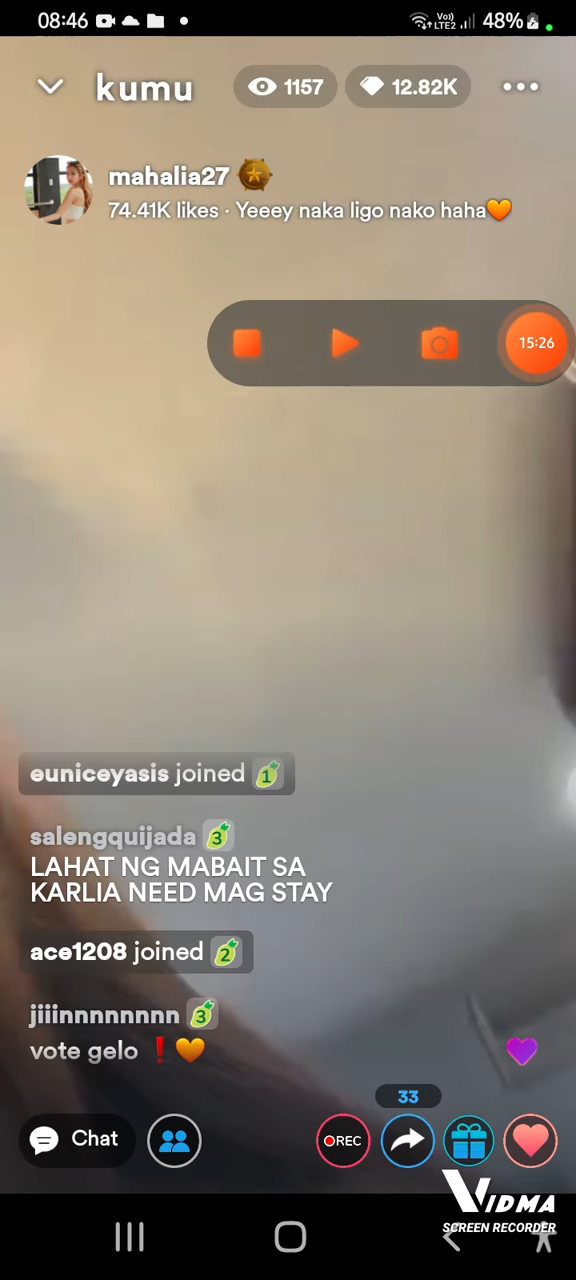 08:46 Vo) LTE2 48%
kumu 1157 12.82K
mahalia27
74.41K likes · Yeeey naka ligo nako haha🧡
15:26
euniceyasis joined 1
salengquijada 3
LAHAT NG MABAIT SA
KARLIA NEED MAG STAY
ace1208 joined 2
jiiinnnnnnnn 3
vote gelo ❗🧡
33
Chat REC
VIDMA
SCREEN RECORDER